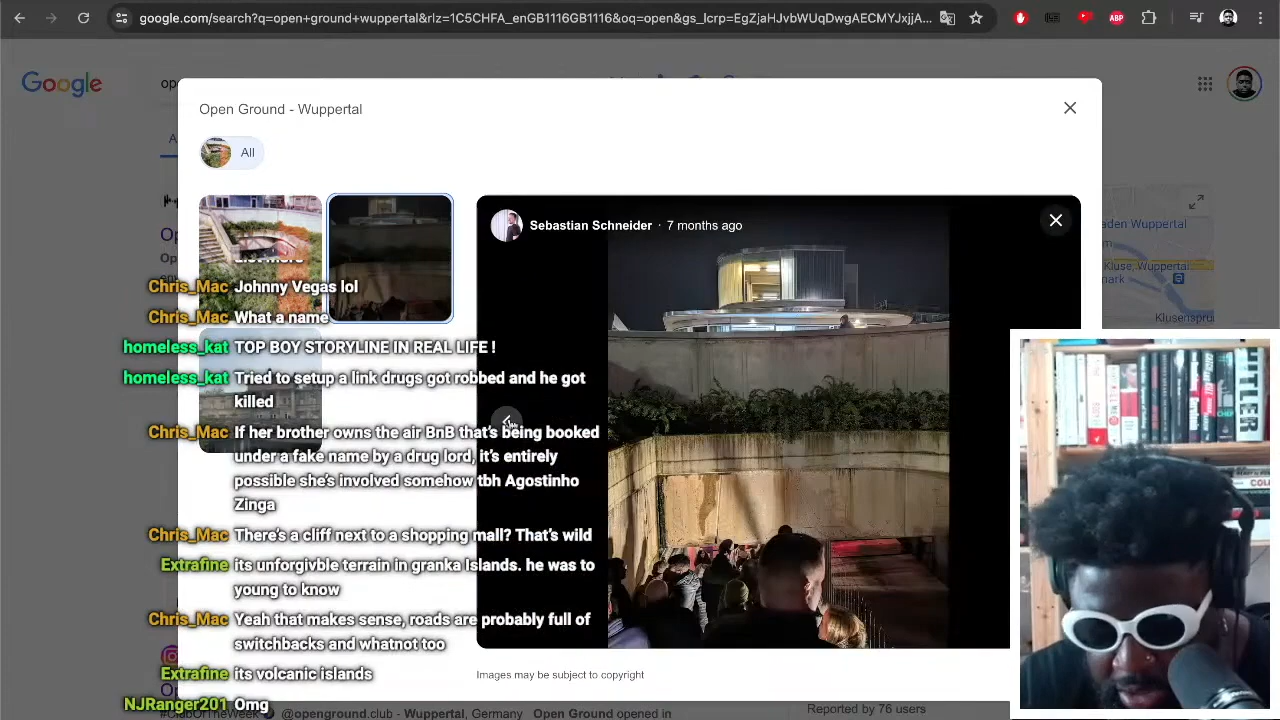 google.com/search?q=open+ground+wuppertal&rlz=1C5CHFA_enGB1116GB1116&oq=open&gs_lcrp=EgZjaHJvbWUqDwgAECMYJxjjA...
ABP
Google
op
Open Ground - Wuppertal
All
Sebastian Schneider · 7 months ago
aden Wuppertal
Kluse, Wuppertal
mark
Klusenspru
Chris_Mac Johnny Vegas lol
Chris_Mac What a name
homeless_kat TOP BOY STORYLINE IN REAL LIFE !
homeless_kat Tried to setup a link drugs got robbed and he got
killed
Chris_Mac If her brother owns the air BnB that's being booked
under a fake name by a drug lord, it's entirely
possible she's involved somehow tbh Agostinho
Zinga
Chris_Mac There's a cliff next to a shopping mall? That's wild
Extrafine its unforgivble terrain in granka Islands. he was to
young to know
Chris_Mac Yeah that makes sense, roads are probably full of
switchbacks and whatnot too
Extrafine its volcanic islands
NJRanger201 Omg
Images may be subject to copyright
@openground.club - Wuppertal, Germany Open Ground opened in
Reported by 76 users
HITLER